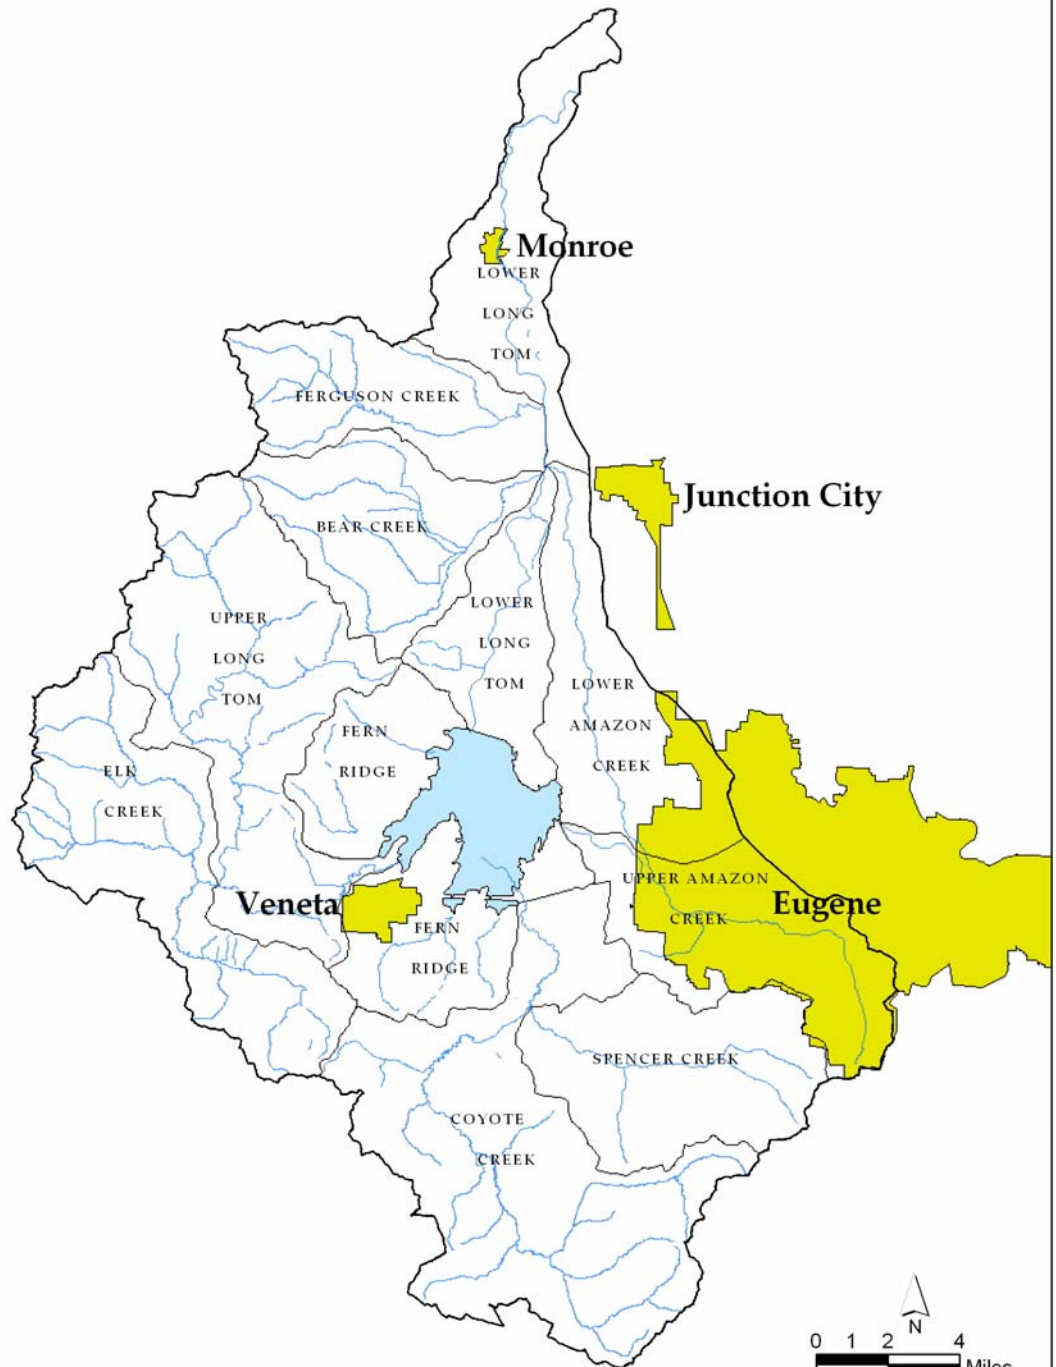 Monroe
LOWER
LONG
TOM
FERGUSON CREEK
Junction City
BEAR CREEK
LOWER
LONG
TOM
UPPER
LONG
TOM
LOWER
AMAZON
CREEK
FERN
RIDGE
ELK
CREEK
UPPER AMAZON
CREEK
Eugene
Veneta
FERN
RIDGE
SPENCER CREEK
COYOTE
CREEK
N
0 1 2 4
Miles